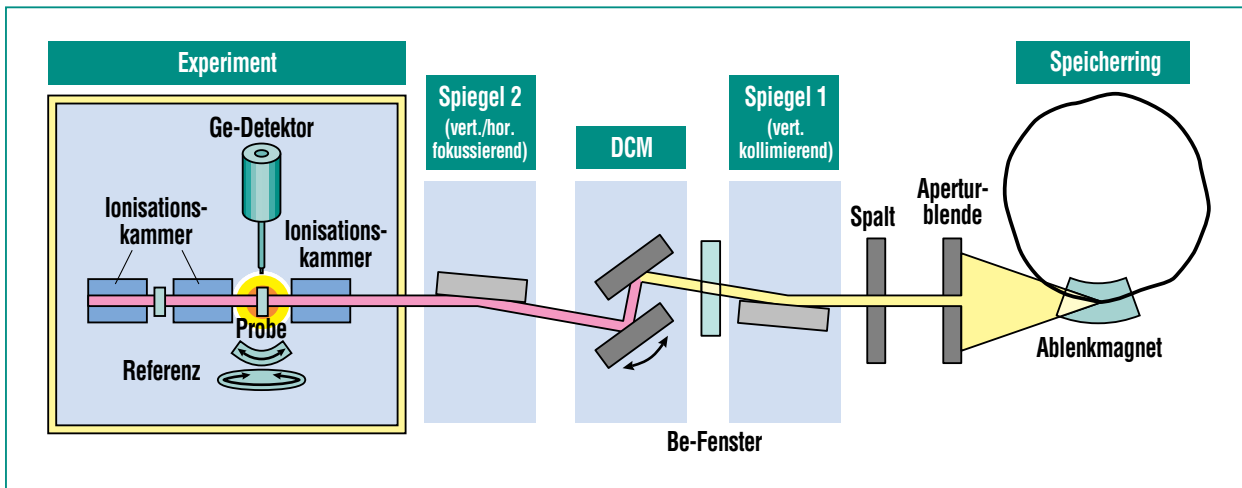 Experiment
Ge-Detektor
Ionisations-
kammer
Ionisations-
kammer
Probe
Referenz
Spiegel 2
(vert./hor.
fokussierend)
DCM
Be-Fenster
Spiegel 1
(vert.
kollimierend)
Spalt
Apertur-
blende
Speicherring
Ablenkmagnet